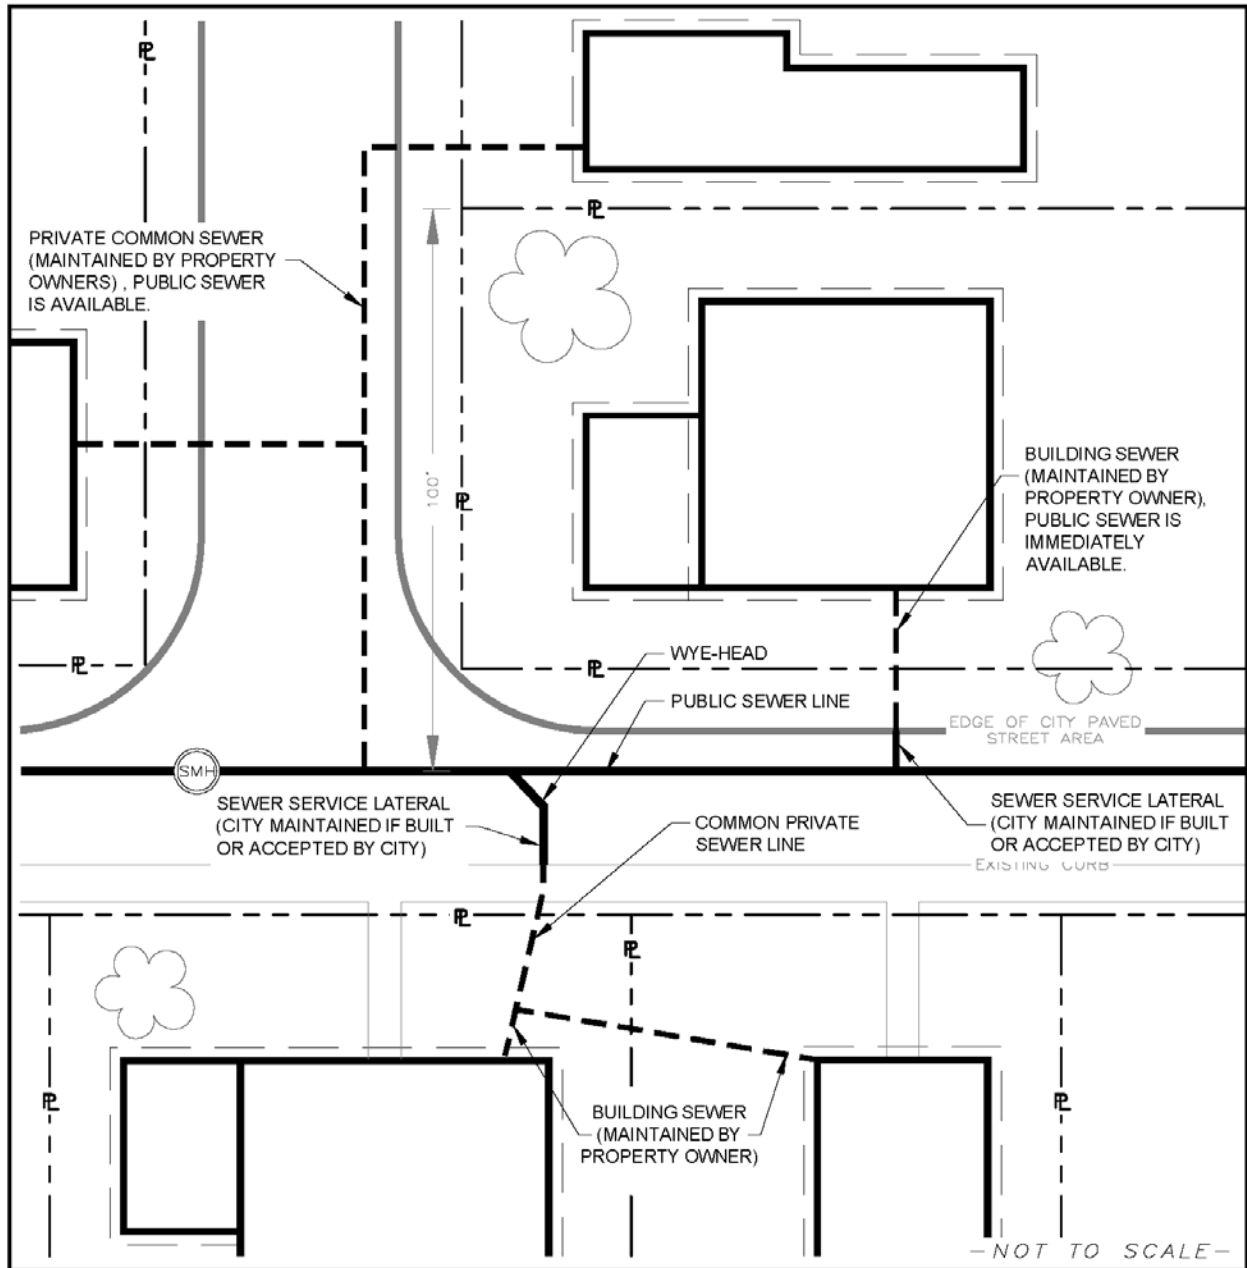 PL
PL
PRIVATE COMMON SEWER
(MAINTAINED BY PROPERTY
OWNERS) , PUBLIC SEWER
IS AVAILABLE.
100'
PL
BUILDING SEWER
(MAINTAINED BY
PROPERTY OWNER),
PUBLIC SEWER IS
IMMEDIATELY
AVAILABLE.
PL
WYE-HEAD
PL
PUBLIC SEWER LINE
EDGE OF CITY PAVED
STREET AREA
SMH
SEWER SERVICE LATERAL
(CITY MAINTAINED IF BUILT
OR ACCEPTED BY CITY)
COMMON PRIVATE
SEWER LINE
SEWER SERVICE LATERAL
(CITY MAINTAINED IF BUILT
OR ACCEPTED BY CITY)
EXISTING CURB
PL
PL
PL
PL
BUILDING SEWER
(MAINTAINED BY
PROPERTY OWNER)
-NOT TO SCALE-